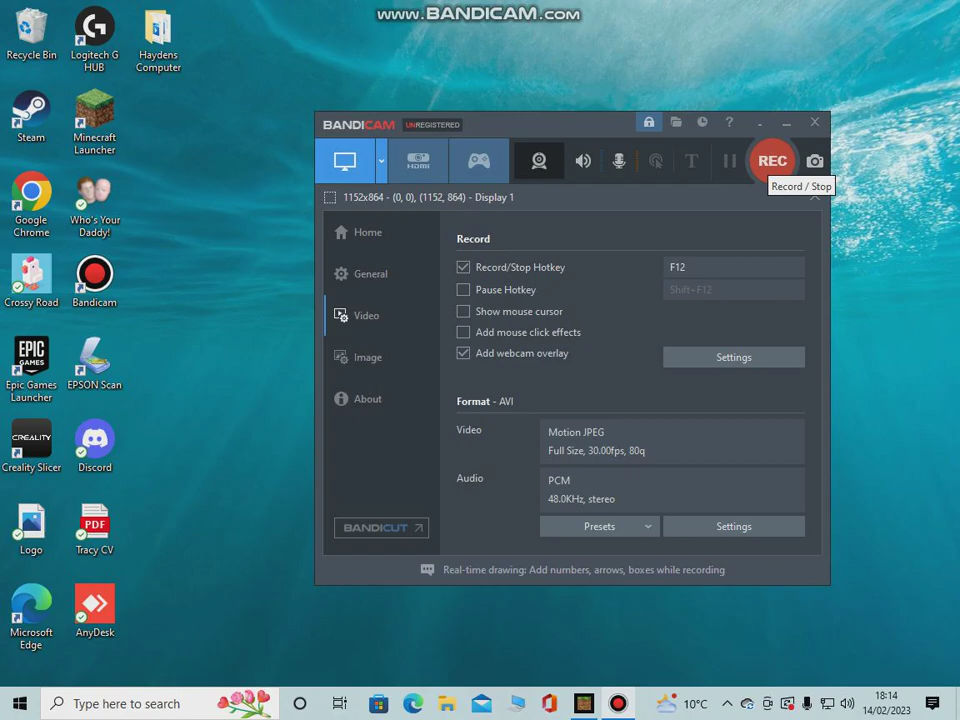 www.BANDICAM.com
Recycle Bin
Logitech G HUB
Haydens Computer
Steam
Minecraft Launcher
Google Chrome
Who's Your Daddy!
Crossy Road
Bandicam
EPIC GAMES
Epic Games Launcher
EPSON Scan
CREALITY
Creality Slicer
Discord
Logo
PDF
Tracy CV
Microsoft Edge
AnyDesk
BANDICAM UNREGISTERED
?
HDMI
T
REC
Record / Stop
1152x864 - (0, 0), (1152, 864) - Display 1
Home
General
Video
Image
About
BANDICUT
Record
Record/Stop Hotkey
F12
Pause Hotkey
Shift+F12
Show mouse cursor
Add mouse click effects
Add webcam overlay
Settings
Format - AVI
Video
Motion JPEG
Full Size, 30.00fps, 80q
Audio
PCM
48.0KHz, stereo
Presets
Settings
Real-time drawing: Add numbers, arrows, boxes while recording
Type here to search
10°C
18:14
14/02/2023